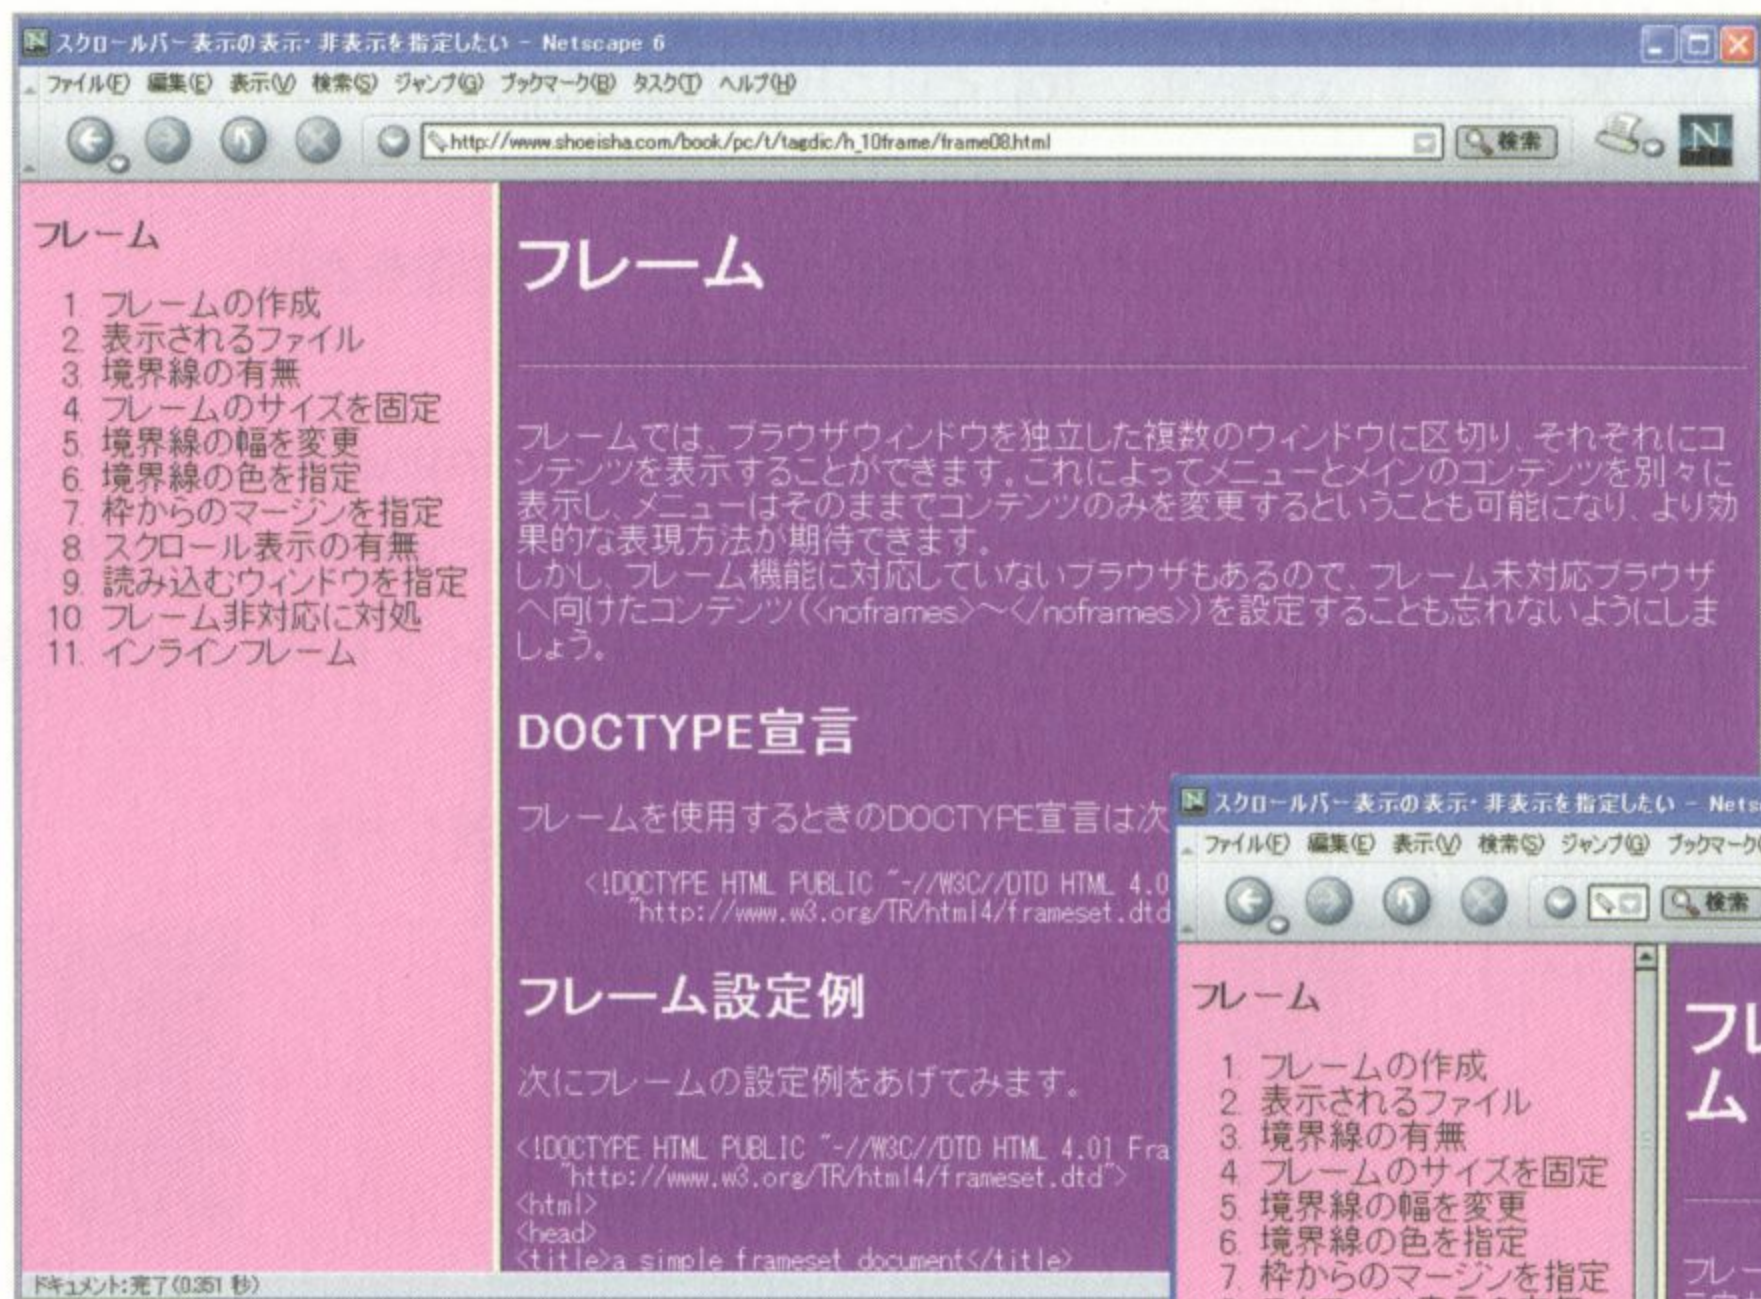 スクロールバー表示の表示・非表示を指定したい - Netscape 6
ファイル(F) 編集(E) 表示(V) 検索(S) ジャンプ(G) ブックマーク(B) タスク(T) ヘルプ(H)
http://www.shoeisha.com/book/pc/t/tagdic/h_10frame/frame08.html
検索
N
フレーム
1. フレームの作成
2. 表示されるファイル
3. 境界線の有無
4. フレームのサイズを固定
5. 境界線の幅を変更
6. 境界線の色を指定
7. 枠からのマージンを指定
8. スクロール表示の有無
9. 読み込むウィンドウを指定
10. フレーム非対応に対処
11. インラインフレーム
フレーム
フレームでは、ブラウザウィンドウを独立した複数のウィンドウに区切り、それぞれにコ
ンテンツを表示することができます。これによってメニューとメインのコンテンツを別々に
表示し、メニューはそのままでコンテンツのみを変更するということも可能になり、より効
果的な表現方法が期待できます。
しかし、フレーム機能に対応していないブラウザもあるので、フレーム未対応ブラウザ
へ向けたコンテンツ(<noframes>～</noframes>)を設定することも忘れないようにしま
しょう。
DOCTYPE宣言
フレームを使用するときのDOCTYPE宣言は次
<!DOCTYPE HTML PUBLIC "-//W3C//DTD HTML 4.0
"http://www.w3.org/TR/html4/frameset.dtd
フレーム設定例
次にフレームの設定例をあげてみます。
<!DOCTYPE HTML PUBLIC "-//W3C//DTD HTML 4.01 Fra
"http://www.w3.org/TR/html4/frameset.dtd">
<html>
<head>
<title>a simple frameset document</title>
ドキュメント:完了(0.351 秒)
スクロールバー表示の表示・非表示を指定したい - Nets
ファイル(F) 編集(E) 表示(V) 検索(S) ジャンプ(G) ブックマーク(
検索
フレーム
1. フレームの作成
2. 表示されるファイル
3. 境界線の有無
4. フレームのサイズを固定
5. 境界線の幅を変更
6. 境界線の色を指定
7. 枠からのマージンを指定
フレ
ム
フレー